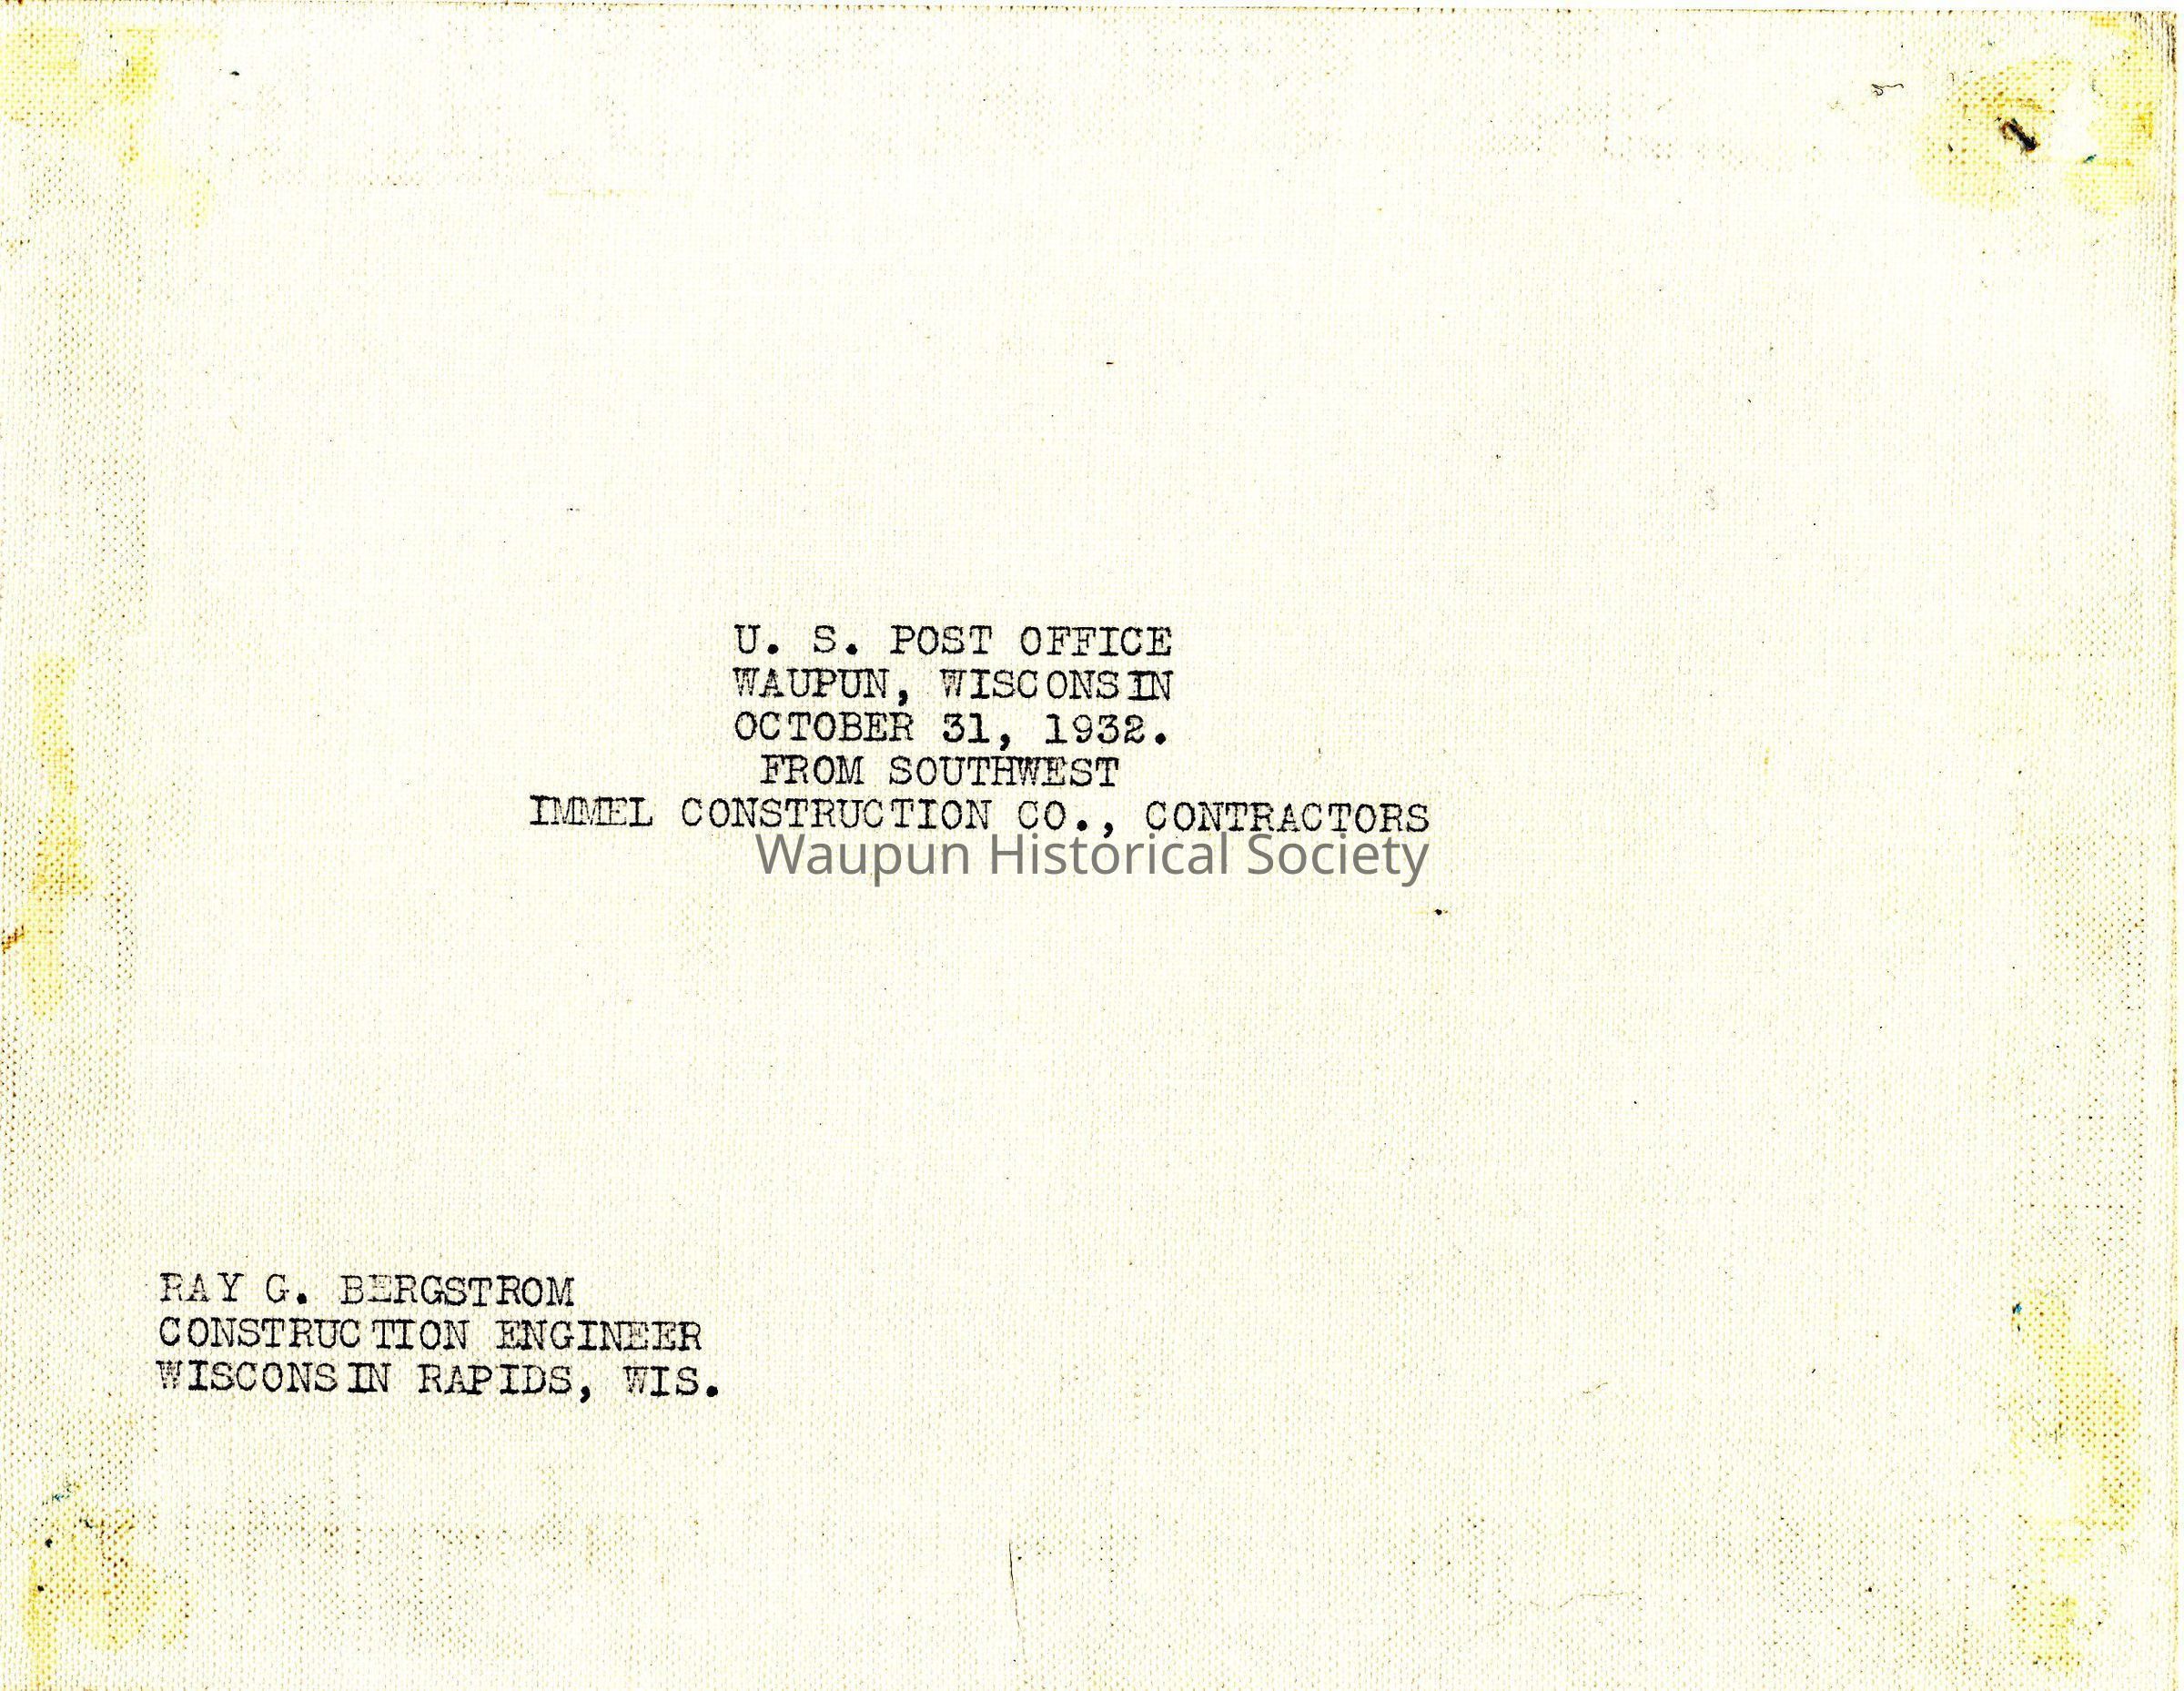 U. S. POST OFFICE
WAUPUN, WISCONSIN
OCTOBER 31, 1932.
FROM SOUTHWEST
IMMEL CONSTRUCTION CO., CONTRACTORS
Waupun Historical Society
RAY G. BERGSTROM
CONSTRUCTION ENGINEER
WISCONSIN RAPIDS, WIS.